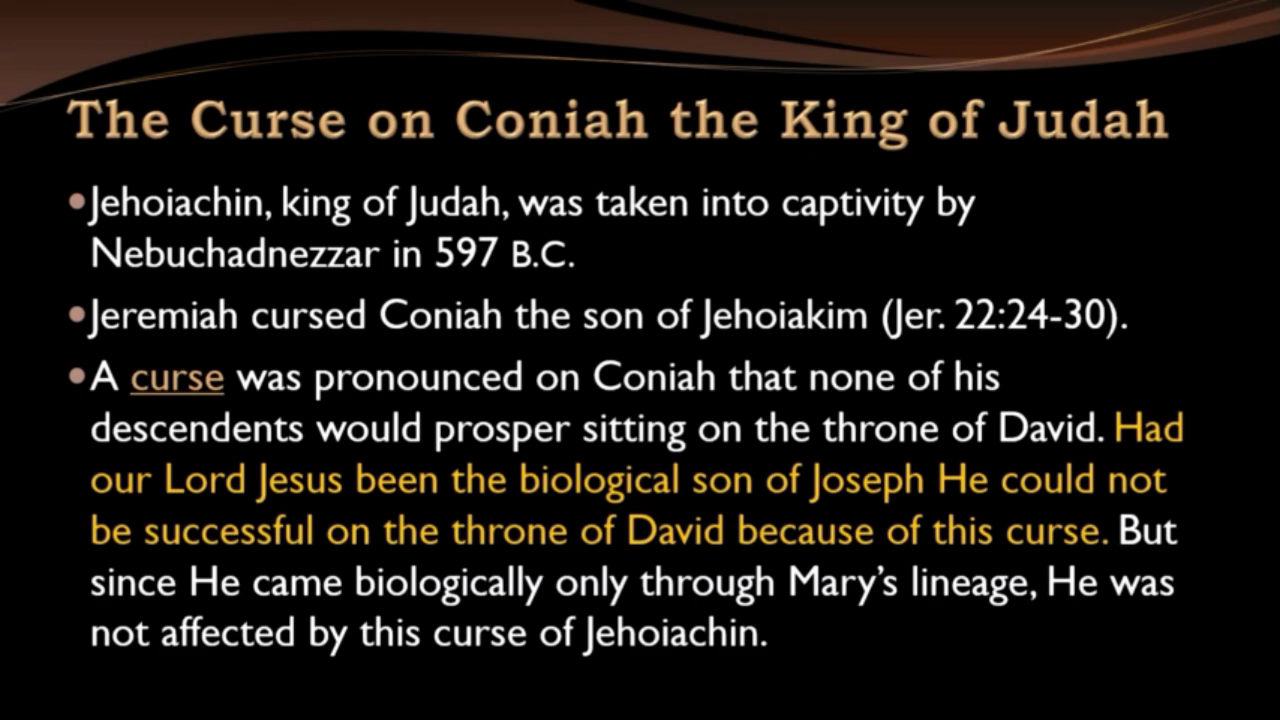 The Curse on Coniah the King of Judah
•Jehoiachin, king of Judah, was taken into captivity by
Nebuchadnezzar in 597 B.C.
•Jeremiah cursed Coniah the son of Jehoiakim (Jer. 22:24-30).
•A curse was pronounced on Coniah that none of his
descendents would prosper sitting on the throne of David. Had
our Lord Jesus been the biological son of Joseph He could not
be successful on the throne of David because of this curse. But
since He came biologically only through Mary’s lineage, He was
not affected by this curse of Jehoiachin.